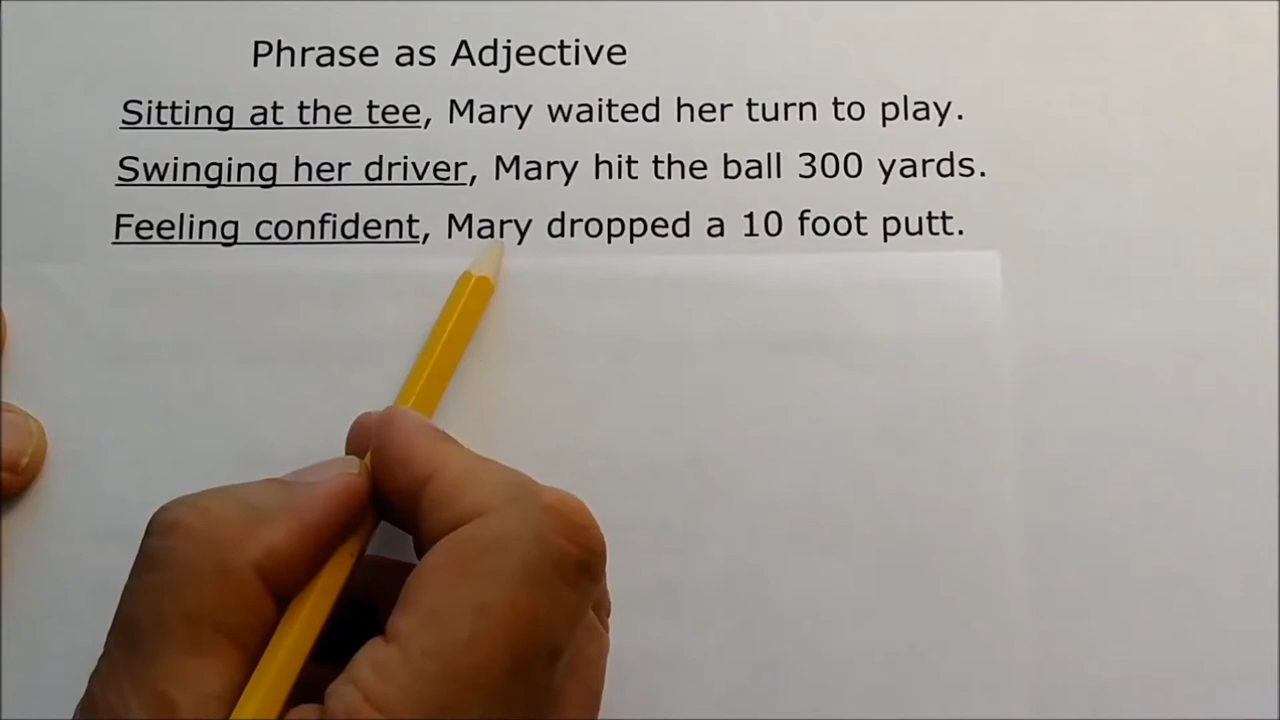 Phrase as Adjective
Sitting at the tee, Mary waited her turn to play.
Swinging her driver, Mary hit the ball 300 yards.
Feeling confident, Mary dropped a 10 foot putt.